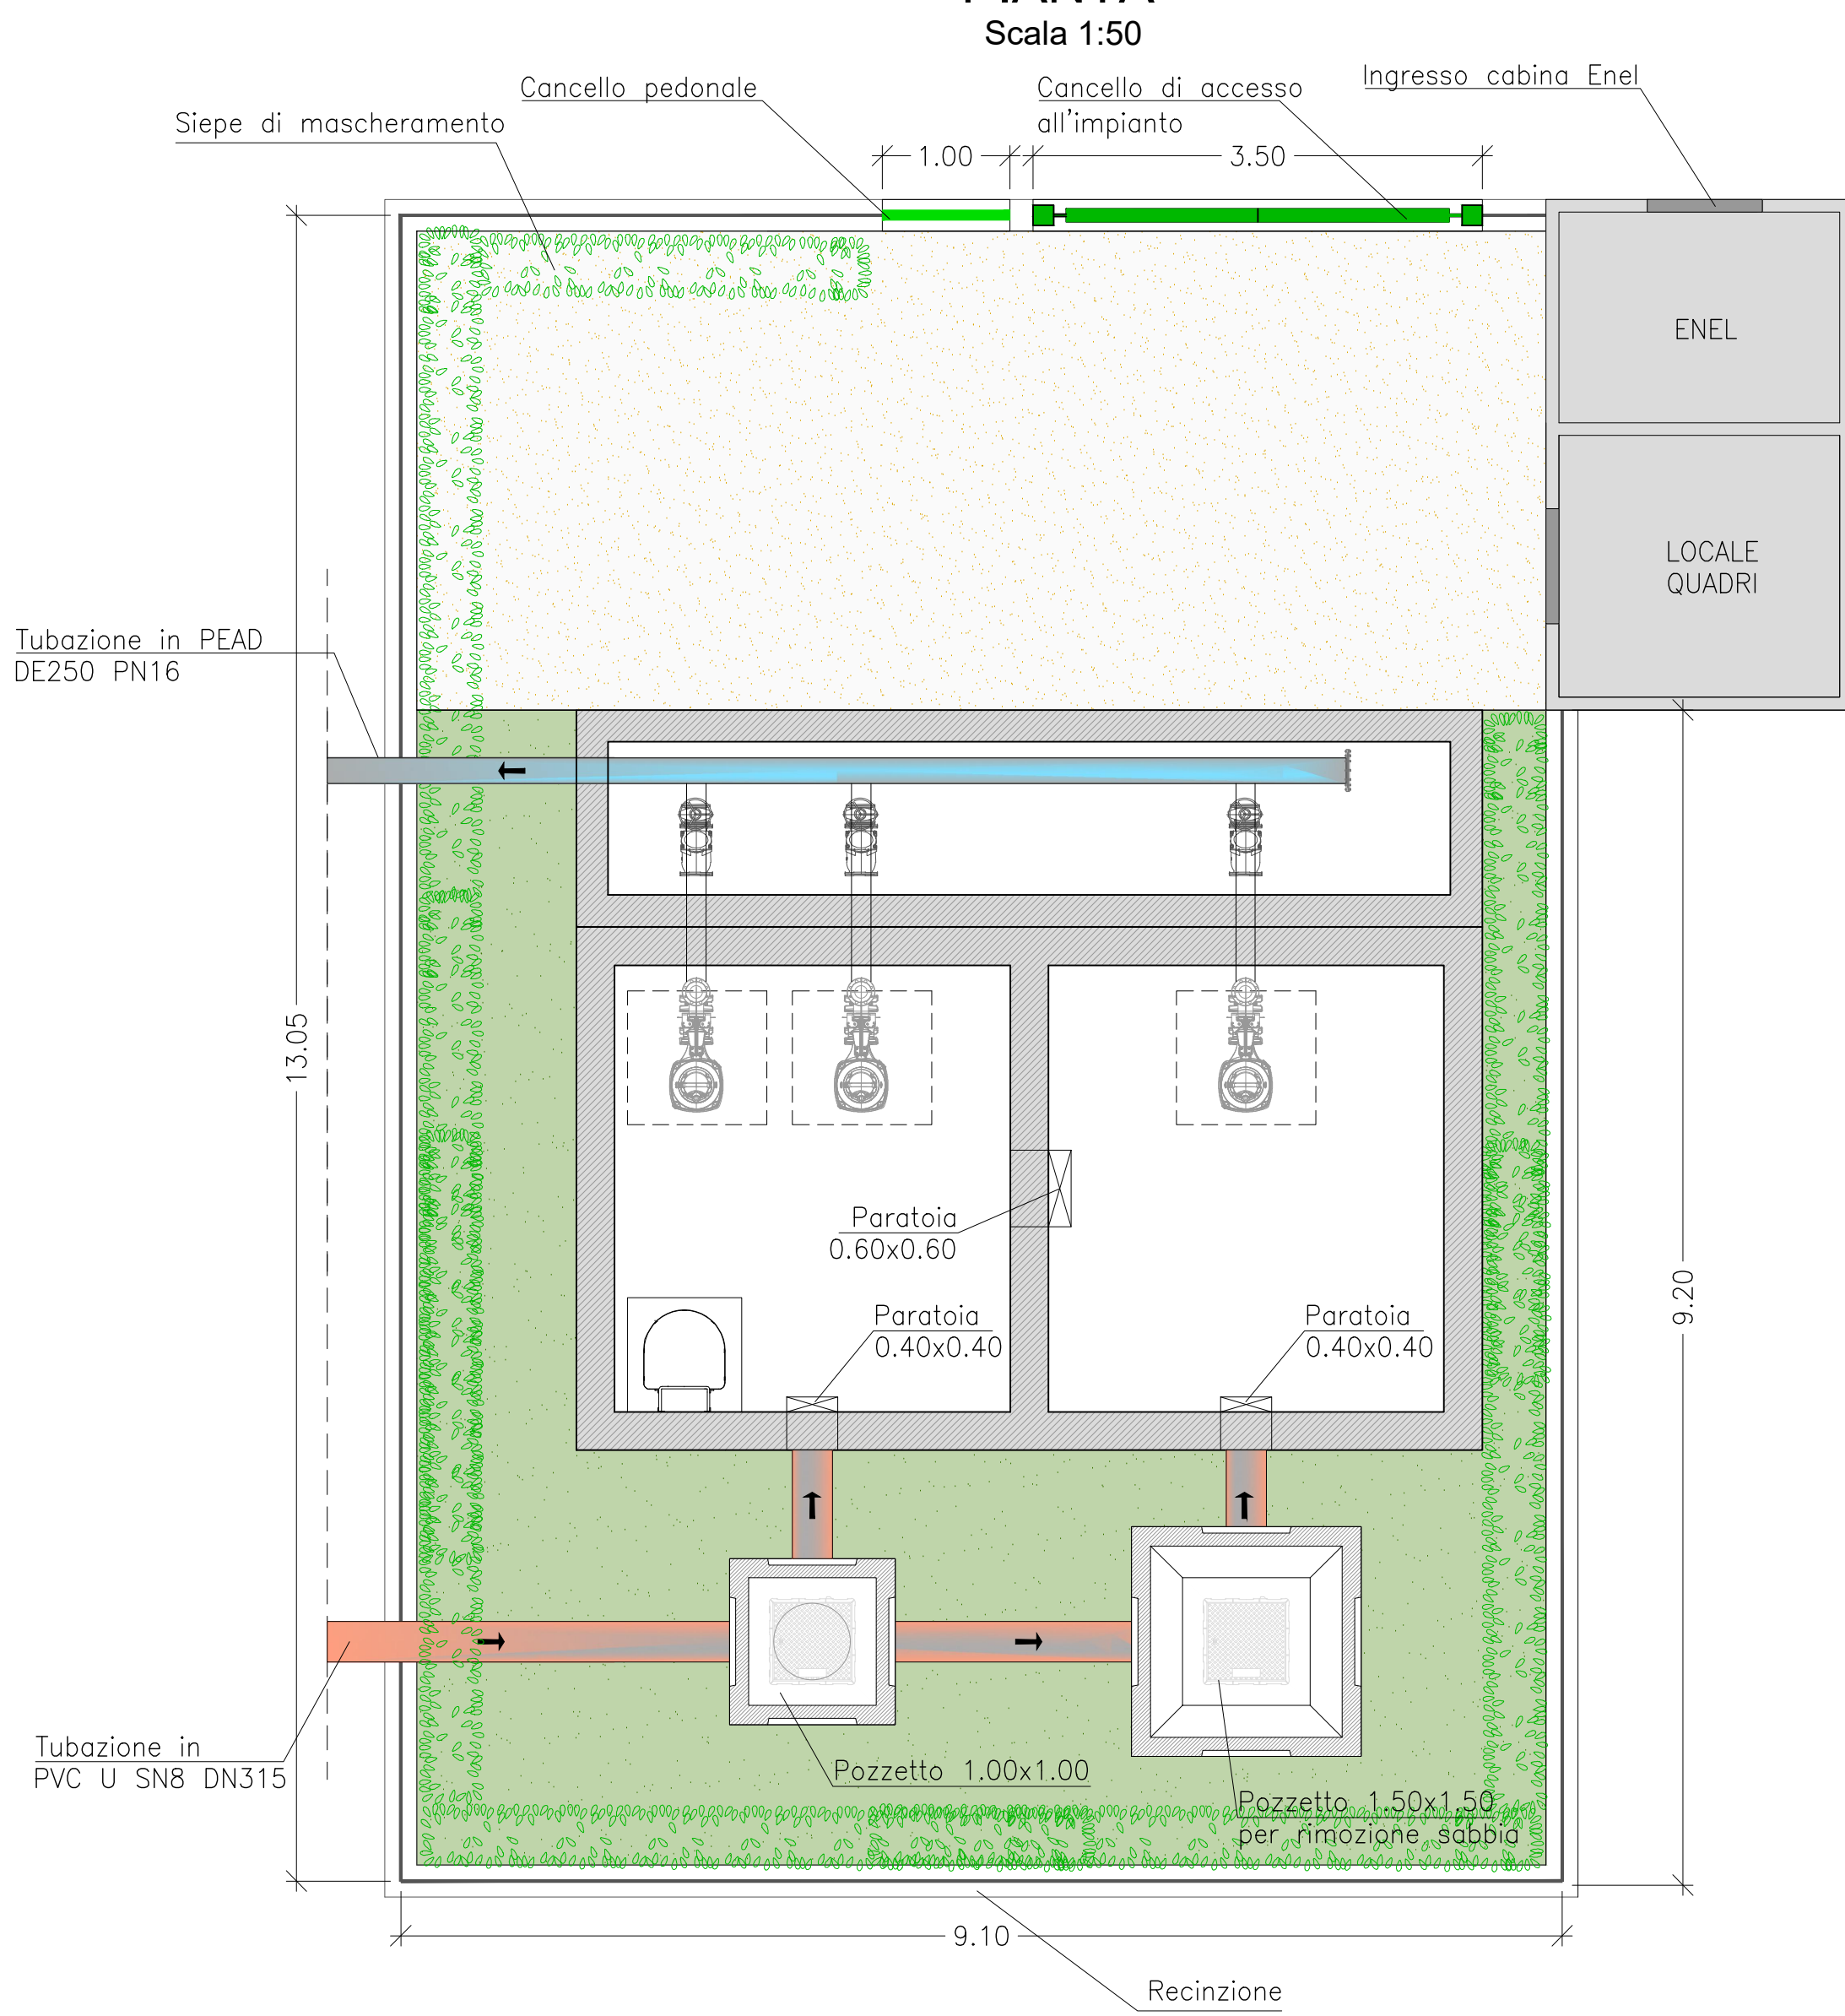 PIANTA
Scala 1:50
Ingresso cabina Enel
Cancello pedonale
Cancello di accesso
all'impianto
Siepe di mascheramento
1.00
3.50
ENEL
LOCALE
QUADRI
Tubazione in PEAD
DE250 PN16
13.05
Paratoia
0.60x0.60
9.20
Paratoia
0.40x0.40
Paratoia
0.40x0.40
Tubazione in
PVC U SN8 DN315
Pozzetto 1.00x1.00
Pozzetto 1.50x1.50
per rimozione sabbia
9.10
Recinzione